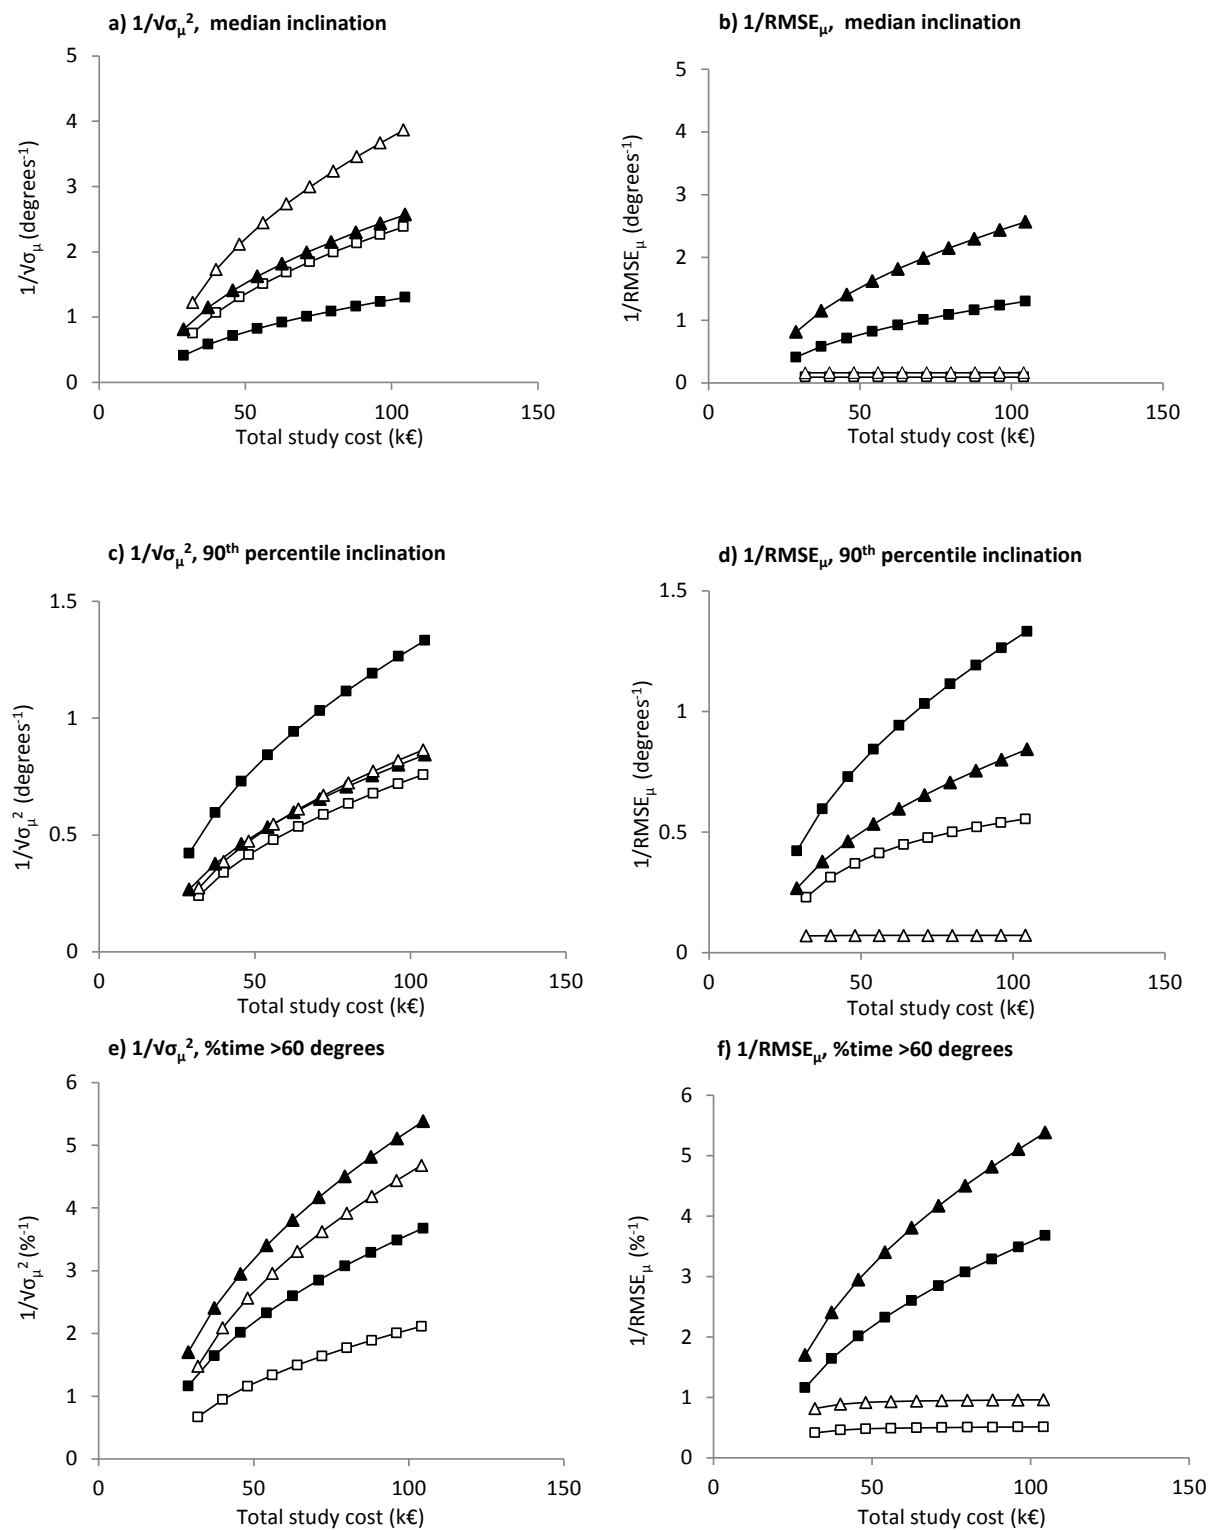 a) 1/√σμ², median inclination
5
4
3
2
1
0
0 50 100 150
1/√σμ (degrees⁻¹)
Total study cost (k€)
b) 1/RMSEμ, median inclination
5
4
3
2
1
0
0 50 100 150
1/RMSEμ (degrees⁻¹)
Total study cost (k€)
c) 1/√σμ², 90th percentile inclination
1.5
1
0.5
0
0 50 100 150
1/√σμ² (degrees⁻¹)
Total study cost (k€)
d) 1/RMSEμ, 90th percentile inclination
1.5
1
0.5
0
0 50 100 150
1/RMSEμ (degrees⁻¹)
Total study cost (k€)
e) 1/√σμ², %time >60 degrees
6
5
4
3
2
1
0
0 50 100 150
1/√σμ² (%⁻¹)
Total study cost (k€)
f) 1/RMSEμ, %time >60 degrees
6
5
4
3
2
1
0
0 50 100 150
1/RMSEμ (%⁻¹)
Total study cost (k€)